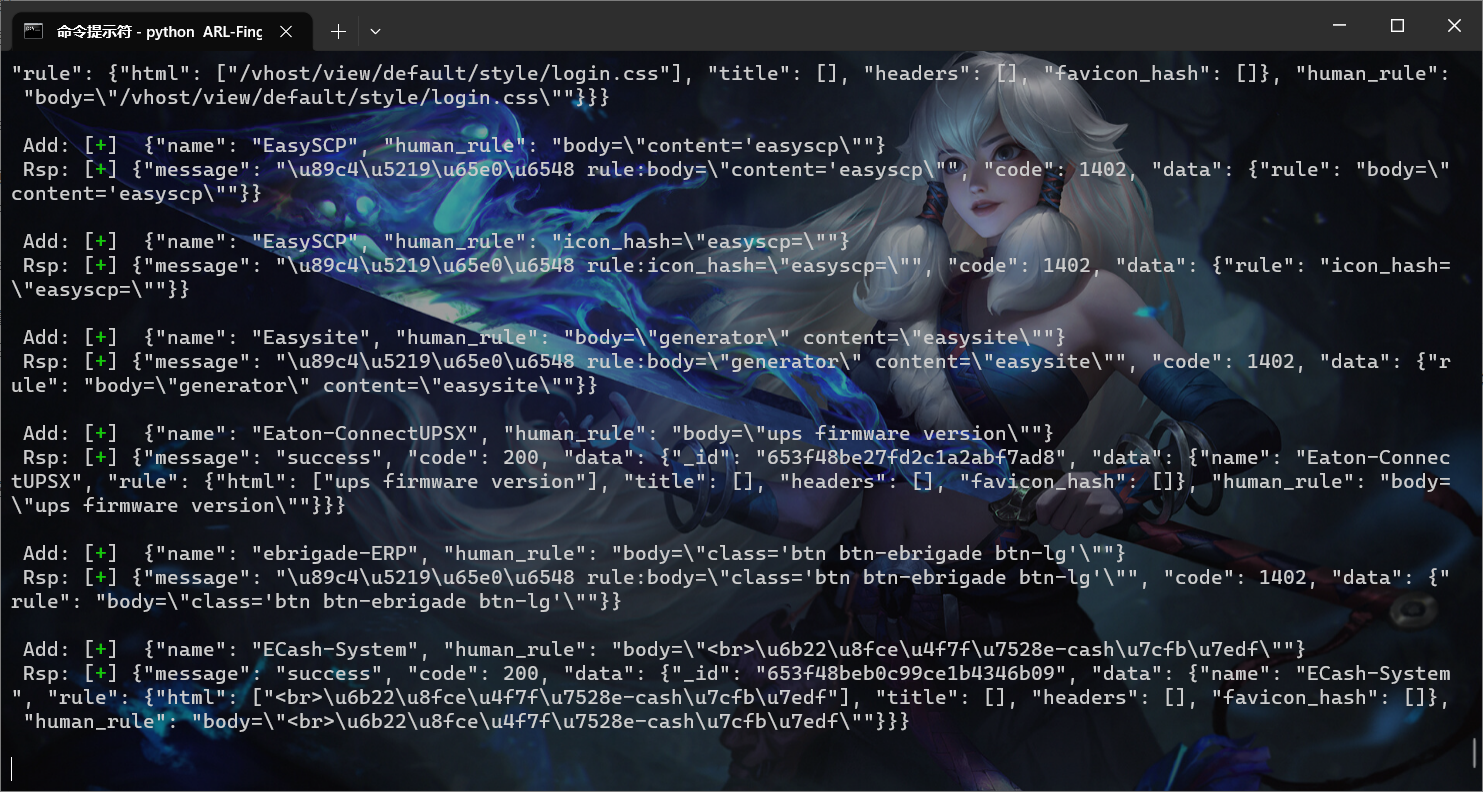 命令提示符 - python  ARL-Fing
"rule": {"html": ["/vhost/view/default/style/login.css"], "title": [], "headers": [], "favicon_hash": []}, "human_rule":
 "body=\"/vhost/view/default/style/login.css\""}}}
 Add: [+]  {"name": "EasySCP", "human_rule": "body=\"content='easyscp\""}
 Rsp: [+] {"message": "\u89c4\u5219\u65e0\u6548 rule:body=\"content='easyscp\"", "code": 1402, "data": {"rule": "body=\"
content='easyscp\""}}
 Add: [+]  {"name": "EasySCP", "human_rule": "icon_hash=\"easyscp=\""}
 Rsp: [+] {"message": "\u89c4\u5219\u65e0\u6548 rule:icon_hash=\"easyscp=\"", "code": 1402, "data": {"rule": "icon_hash=
\"easyscp=\""}}
 Add: [+]  {"name": "Easysite", "human_rule": "body=\"generator\" content=\"easysite\""}
 Rsp: [+] {"message": "\u89c4\u5219\u65e0\u6548 rule:body=\"generator\" content=\"easysite\"", "code": 1402, "data": {"r
ule": "body=\"generator\" content=\"easysite\""}}
 Add: [+]  {"name": "Eaton-ConnectUPSX", "human_rule": "body=\"ups firmware version\""}
 Rsp: [+] {"message": "success", "code": 200, "data": {"_id": "653f48be27fd2c1a2abf7ad8", "data": {"name": "Eaton-Connec
tUPSX", "rule": {"html": ["ups firmware version"], "title": [], "headers": [], "favicon_hash": []}, "human_rule": "body=
\"ups firmware version\""}}}
 Add: [+]  {"name": "ebrigade-ERP", "human_rule": "body=\"class='btn btn-ebrigade btn-lg'\""}
 Rsp: [+] {"message": "\u89c4\u5219\u65e0\u6548 rule:body=\"class='btn btn-ebrigade btn-lg'\"", "code": 1402, "data": {"
rule": "body=\"class='btn btn-ebrigade btn-lg'\""}}
 Add: [+]  {"name": "ECash-System", "human_rule": "body=\"<br>\u6b22\u8fce\u4f7f\u7528e-cash\u7cfb\u7edf\""}
 Rsp: [+] {"message": "success", "code": 200, "data": {"_id": "653f48beb0c99ce1b4346b09", "data": {"name": "ECash-System
", "rule": {"html": ["<br>\u6b22\u8fce\u4f7f\u7528e-cash\u7cfb\u7edf"], "title": [], "headers": [], "favicon_hash": []},
 "human_rule": "body=\"<br>\u6b22\u8fce\u4f7f\u7528e-cash\u7cfb\u7edf\""}}}